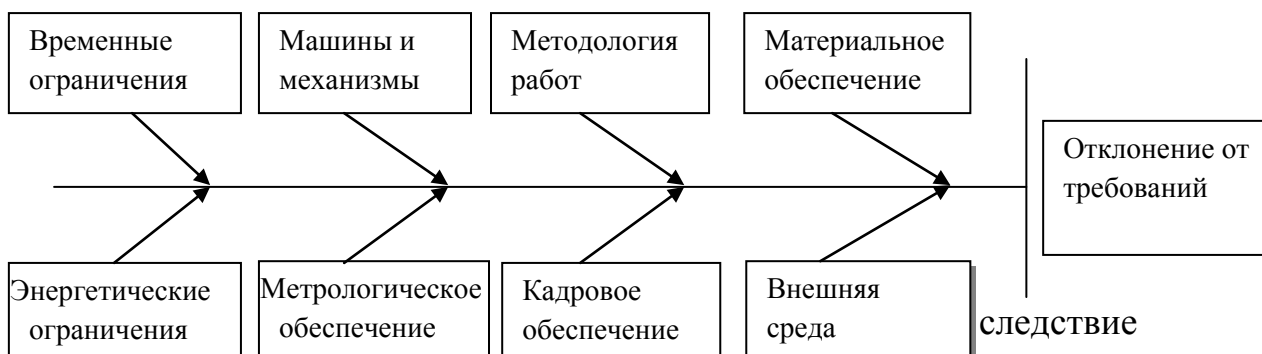 Временные
ограничения
Машины и
механизмы
Методология
работ
Материальное
обеспечение
Отклонение от
требований
Энергетические
ограничения
Метрологическое
обеспечение
Кадровое
обеспечение
Внешняя
среда
следствие